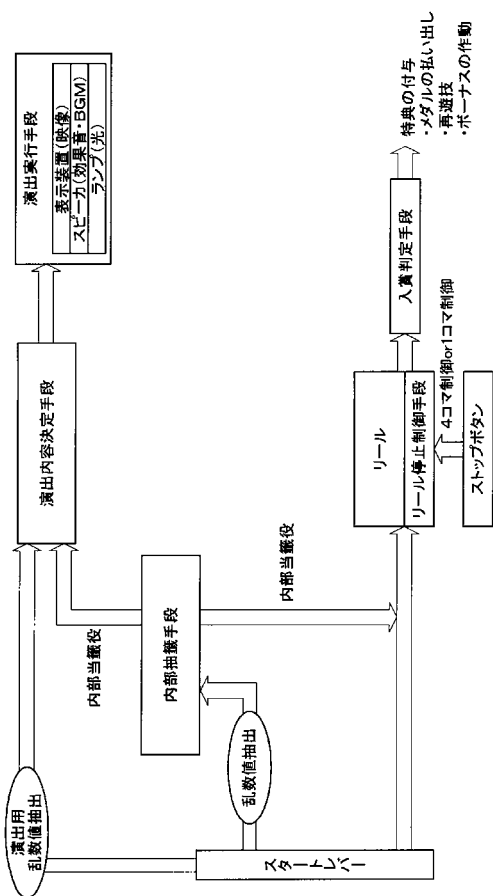 演出用
乱数値抽出
演出内容決定手段
演出実行手段
表示装置(映像)
スピーカ(効果音・BGM)
ランプ(光)
内部当籤役
内部抽籤手段
内部当籤役
乱数値抽出
スタートレバー
リール
リール停止制御手段
4コマ制御or1コマ制御
ストップボタン
入賞判定手段
特典の付与
・メダルの払い出し
・再遊技
・ボーナスの作動